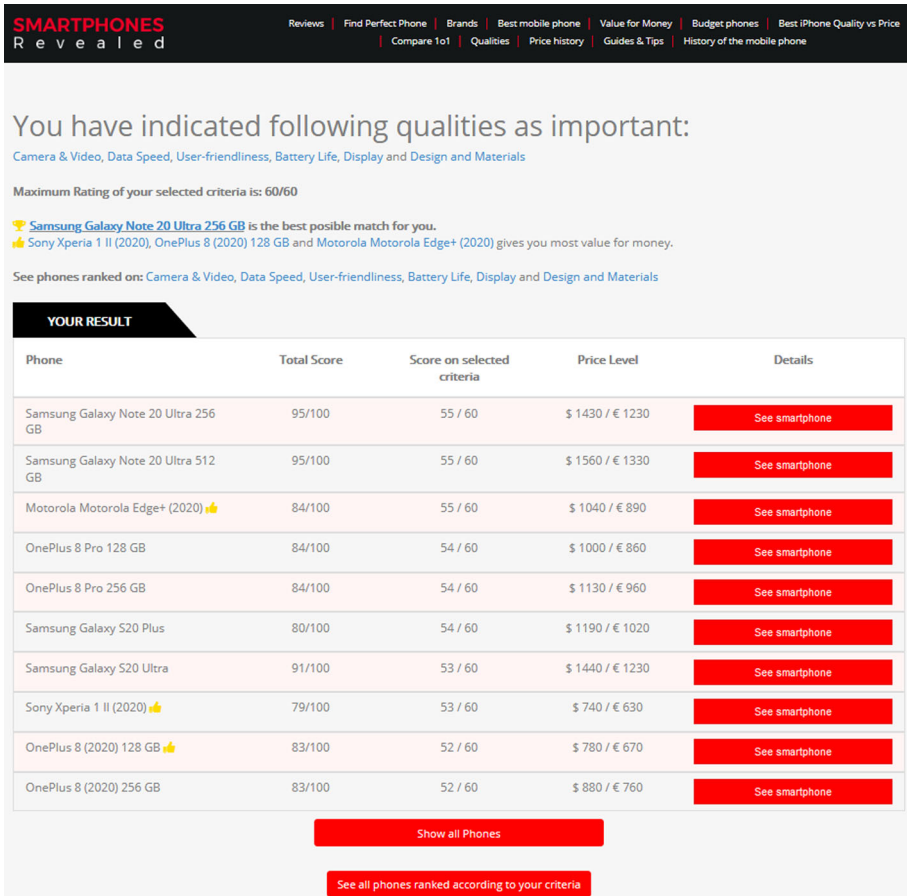 SMARTPHONES
Revealed
Reviews | Find Perfect Phone | Brands | Best mobile phone | Value for Money | Budget phones | Best iPhone Quality vs Price
| Compare 1o1 | Qualities | Price history | Guides & Tips | History of the mobile phone
You have indicated following qualities as important:
Camera & Video, Data Speed, User-friendliness, Battery Life, Display and Design and Materials
Maximum Rating of your selected criteria is: 60/60
Samsung Galaxy Note 20 Ultra 256 GB is the best posible match for you.
Sony Xperia 1 II (2020), OnePlus 8 (2020) 128 GB and Motorola Motorola Edge+ (2020) gives you most value for money.
See phones ranked on: Camera & Video, Data Speed, User-friendliness, Battery Life, Display and Design and Materials
YOUR RESULT
Phone Total Score Score on selected criteria Price Level Details
Samsung Galaxy Note 20 Ultra 256 GB 95/100 55 / 60 $ 1430 / € 1230 See smartphone
Samsung Galaxy Note 20 Ultra 512 GB 95/100 55 / 60 $ 1560 / € 1330 See smartphone
Motorola Motorola Edge+ (2020) 84/100 55 / 60 $ 1040 / € 890 See smartphone
OnePlus 8 Pro 128 GB 84/100 54 / 60 $ 1000 / € 860 See smartphone
OnePlus 8 Pro 256 GB 84/100 54 / 60 $ 1130 / € 960 See smartphone
Samsung Galaxy S20 Plus 80/100 54 / 60 $ 1190 / € 1020 See smartphone
Samsung Galaxy S20 Ultra 91/100 53 / 60 $ 1440 / € 1230 See smartphone
Sony Xperia 1 II (2020) 79/100 53 / 60 $ 740 / € 630 See smartphone
OnePlus 8 (2020) 128 GB 83/100 52 / 60 $ 780 / € 670 See smartphone
OnePlus 8 (2020) 256 GB 83/100 52 / 60 $ 880 / € 760 See smartphone
Show all Phones
See all phones ranked according to your criteria